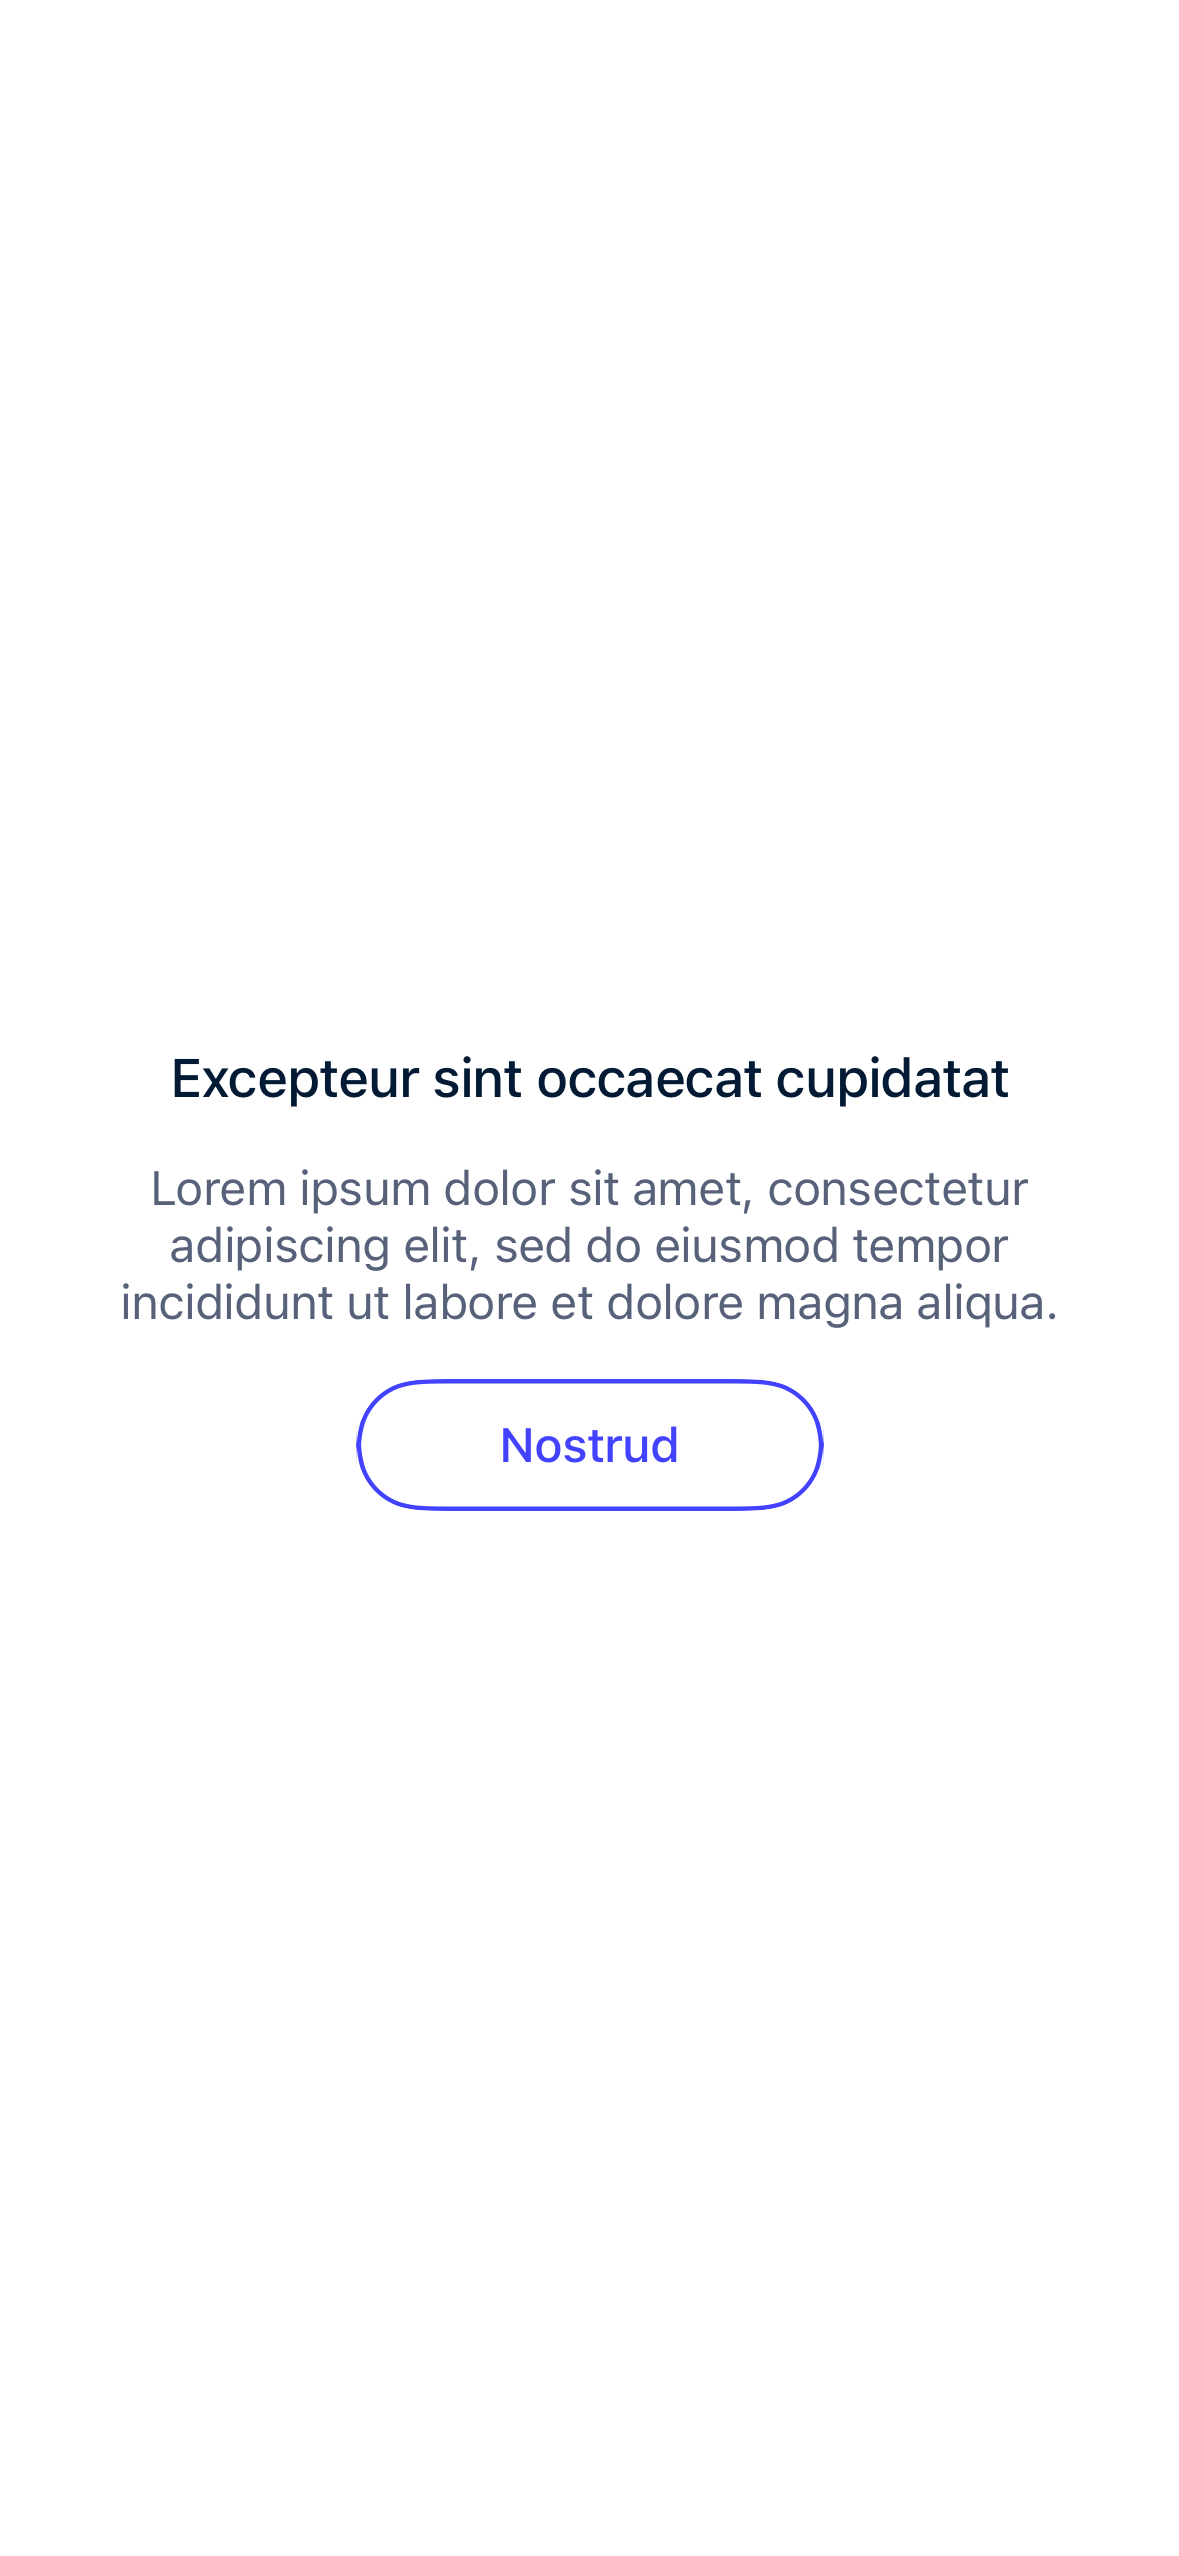 Excepteur sint occaecat cupidatat
Lorem ipsum dolor sit amet, consectetur
adipiscing elit, sed do eiusmod tempor
incididunt ut labore et dolore magna aliqua.
Nostrud